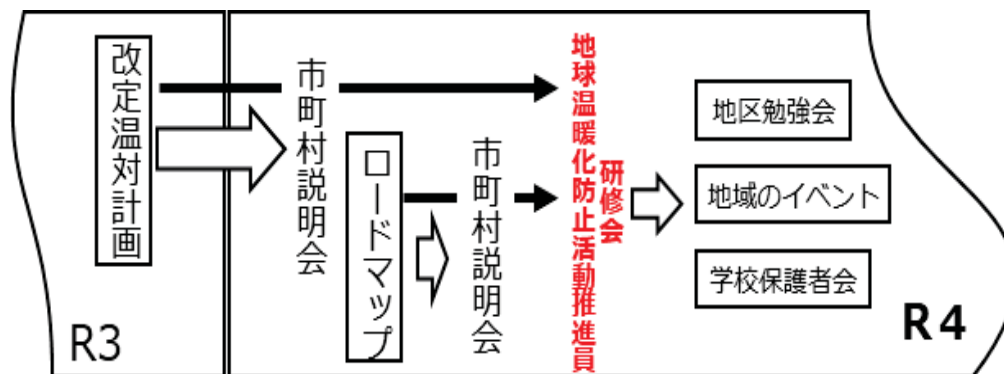 改定温対計画
R3
市町村説明会
ロードマップ
市町村説明会
地球温暖化防止活動推進員
研修会
地区勉強会
地域のイベント
学校保護者会
R4